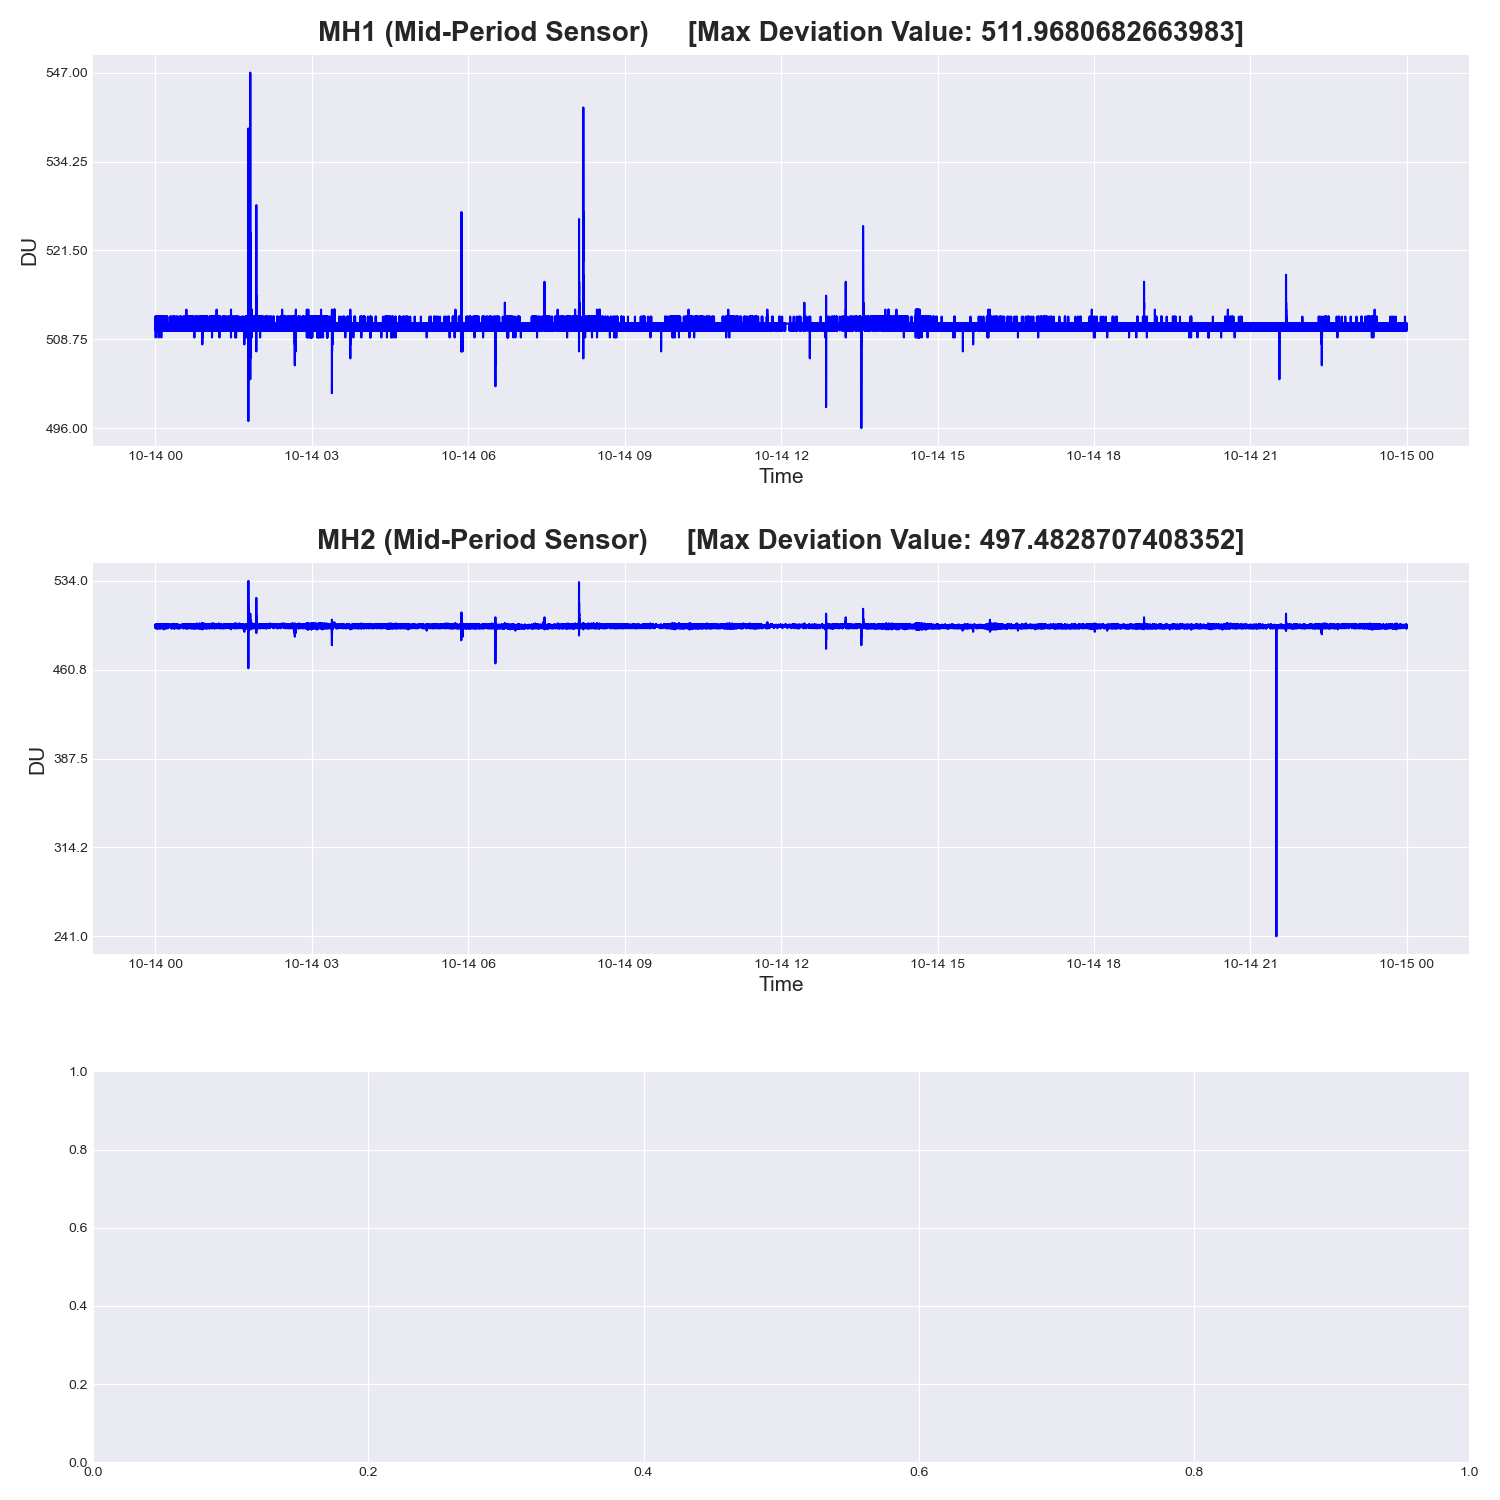 MH1 (Mid-Period Sensor) [Max Deviation Value: 511.9680682663983]
547.00
534.25
521.50
508.75
496.00
DU
10-14 00 10-14 03 10-14 06 10-14 09 10-14 12 10-14 15 10-14 18 10-14 21 10-15 00
Time
MH2 (Mid-Period Sensor) [Max Deviation Value: 497.4828707408352]
534.0
460.8
387.5
314.2
241.0
DU
10-14 00 10-14 03 10-14 06 10-14 09 10-14 12 10-14 15 10-14 18 10-14 21 10-15 00
Time
1.0
0.8
0.6
0.4
0.2
0.0
0.0 0.2 0.4 0.6 0.8 1.0